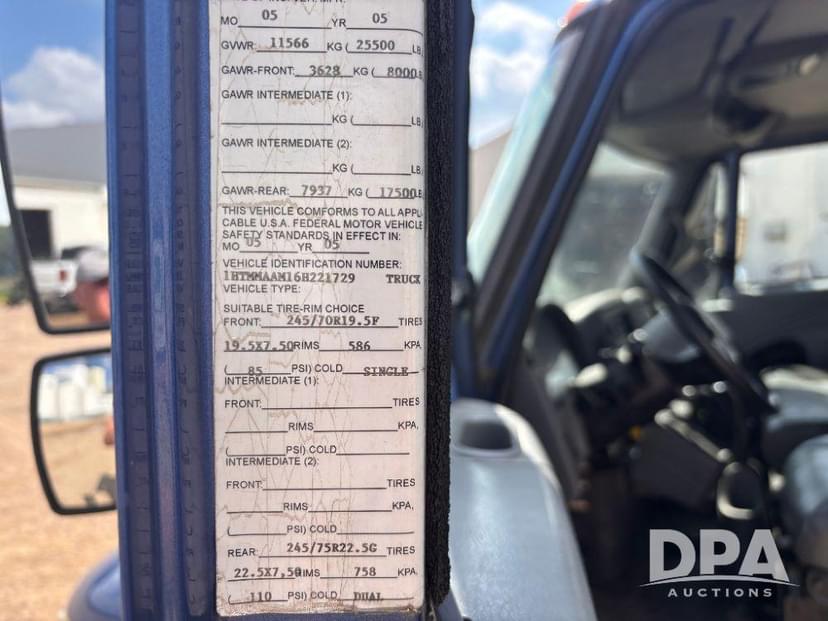 MO 05 YR 05
GVWR: 11566 KG ( 25500 LB
GAWR-FRONT: 3628 KG ( 8000 LB
GAWR INTERMEDIATE (1):
KG ( LB
GAWR INTERMEDIATE (2):
KG ( LB
GAWR-REAR: 7937 KG ( 17500 LB
THIS VEHICLE COMFORMS TO ALL APPLI-
CABLE U.S.A. FEDERAL MOTOR VEHICLE
SAFETY STANDARDS IN EFFECT IN:
MO 05 YR 05
VEHICLE IDENTIFICATION NUMBER:
1HTMMAAM16H221729 TRUCK
VEHICLE TYPE:
SUITABLE TIRE-RIM CHOICE
FRONT: 245/70R19.5F TIRES
19.5X7.50 RIMS 586 KPA
( 85 PSI) COLD SINGLE
INTERMEDIATE (1):
FRONT: TIRES
RIMS KPA,
( PSI) COLD
INTERMEDIATE (2):
FRONT: TIRES
RIMS KPA,
( PSI) COLD
REAR: 245/75R22.5G TIRES
22.5X7.50 RIMS 758 KPA
( 110 PSI) COLD DUAL
DPA
AUCTIONS